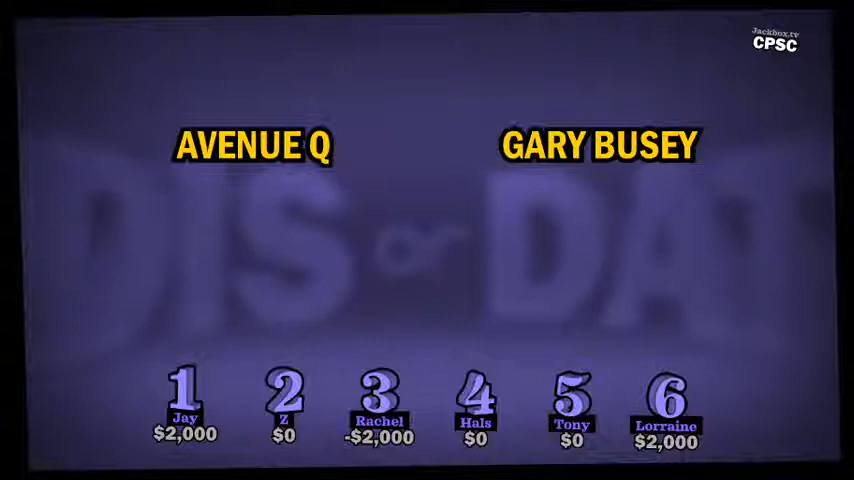 Jackbox.tv
CPSC
AVENUE Q GARY BUSEY
DIS or DAT
1 2 3 4 5 6
Jay Z Rachel Hals Tony Lorraine
$2,000 $0 -$2,000 $0 $0 $2,000